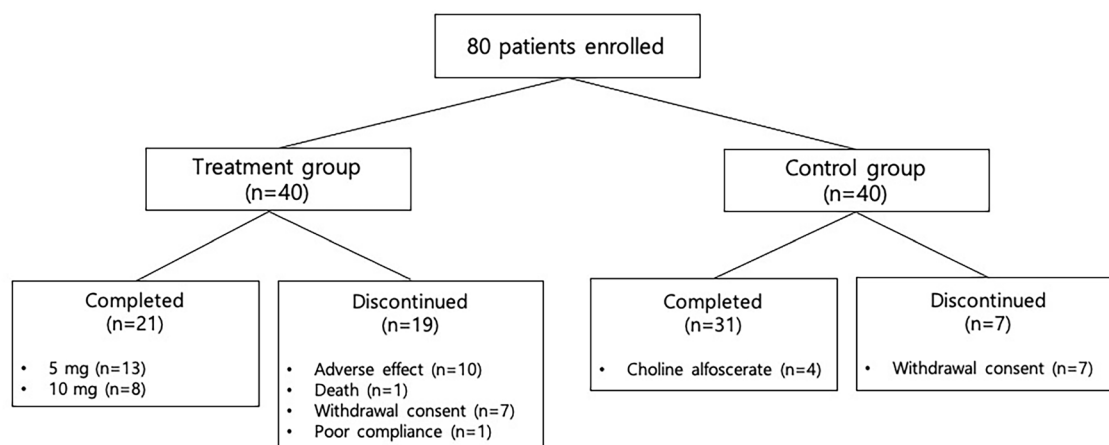 80 patients enrolled
Treatment group
(n=40)
Control group
(n=40)
Completed
(n=21)
• 5 mg (n=13)
• 10 mg (n=8)
Discontinued
(n=19)
• Adverse effect (n=10)
• Death (n=1)
• Withdrawal consent (n=7)
• Poor compliance (n=1)
Completed
(n=31)
• Choline alfoscerate (n=4)
Discontinued
(n=7)
• Withdrawal consent (n=7)